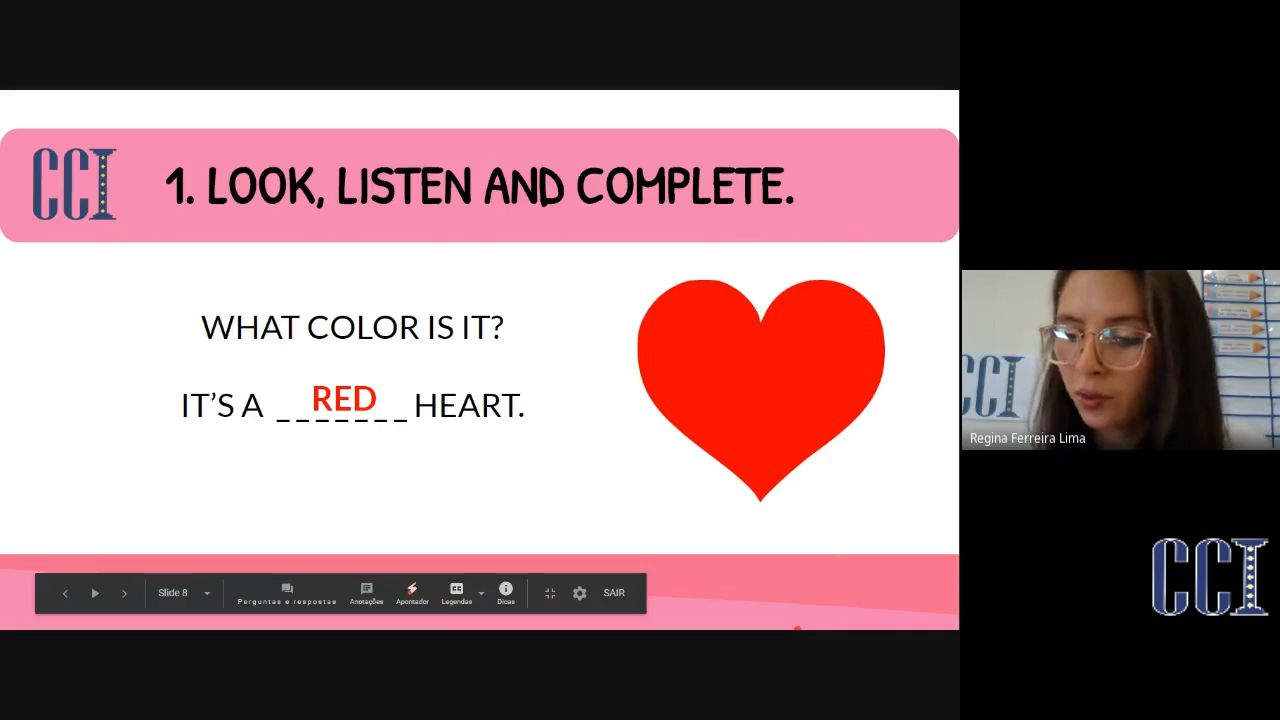 CCI
1. LOOK, LISTEN AND COMPLETE.
WHAT COLOR IS IT?
IT'S A _ _ RED _ _ HEART.
Slide 8
Perguntas e respostas
Anotações
Apontador
Legendas
Dicas
SAIR
CCI
Regina Ferreira Lima
CCI